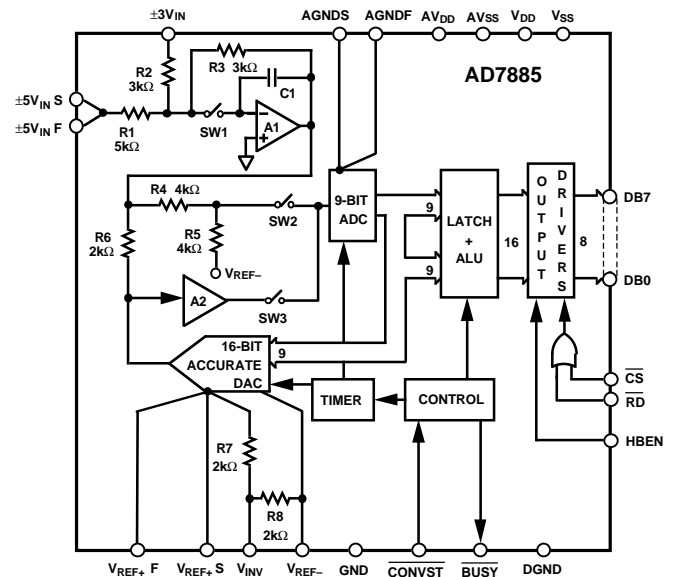 ±3VIN AGNDS AGNDF AVDD AVSS VDD VSS
AD7885
R3 3kΩ
R2
3kΩ
C1
±5VIN S
±5VIN F
R1
5kΩ
SW1
A1
R4 4kΩ
SW2
9-BIT
ADC
R5
4kΩ
R6
2kΩ
VREF–
A2
SW3
9
9
LATCH
+
ALU
16
OUTPUT
DRIVERS
8
DB7
DB0
16-BIT
ACCURATE
DAC
9
TIMER
CONTROL
CS
RD
HBEN
R7
2kΩ
R8
2kΩ
VREF+ F VREF+ S VINV VREF– GND CONVST BUSY DGND